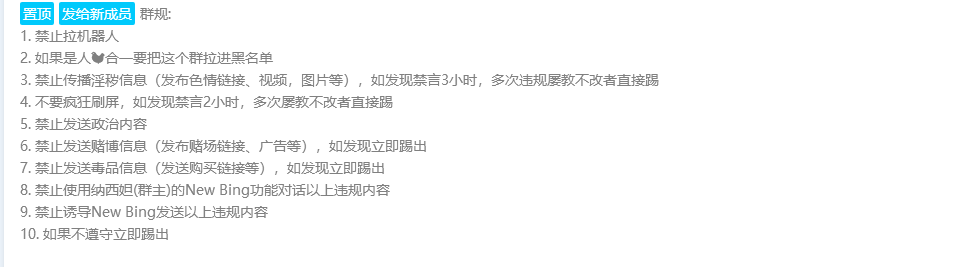 置顶 发给新成员 群规:
1. 禁止拉机器人
2. 如果是人🐓合一要把这个群拉进黑名单
3. 禁止传播淫秽信息（发布色情链接、视频，图片等），如发现禁言3小时，多次违规屡教不改者直接踢
4. 不要疯狂刷屏，如发现禁言2小时，多次屡教不改者直接踢
5. 禁止发送政治内容
6. 禁止发送赌博信息（发布赌场链接、广告等），如发现立即踢出
7. 禁止发送毒品信息（发送购买链接等），如发现立即踢出
8. 禁止使用纳西妲(群主)的New Bing功能对话以上违规内容
9. 禁止诱导New Bing发送以上违规内容
10. 如果不遵守立即踢出